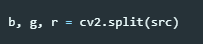 b, g, r = cv2.split(src)